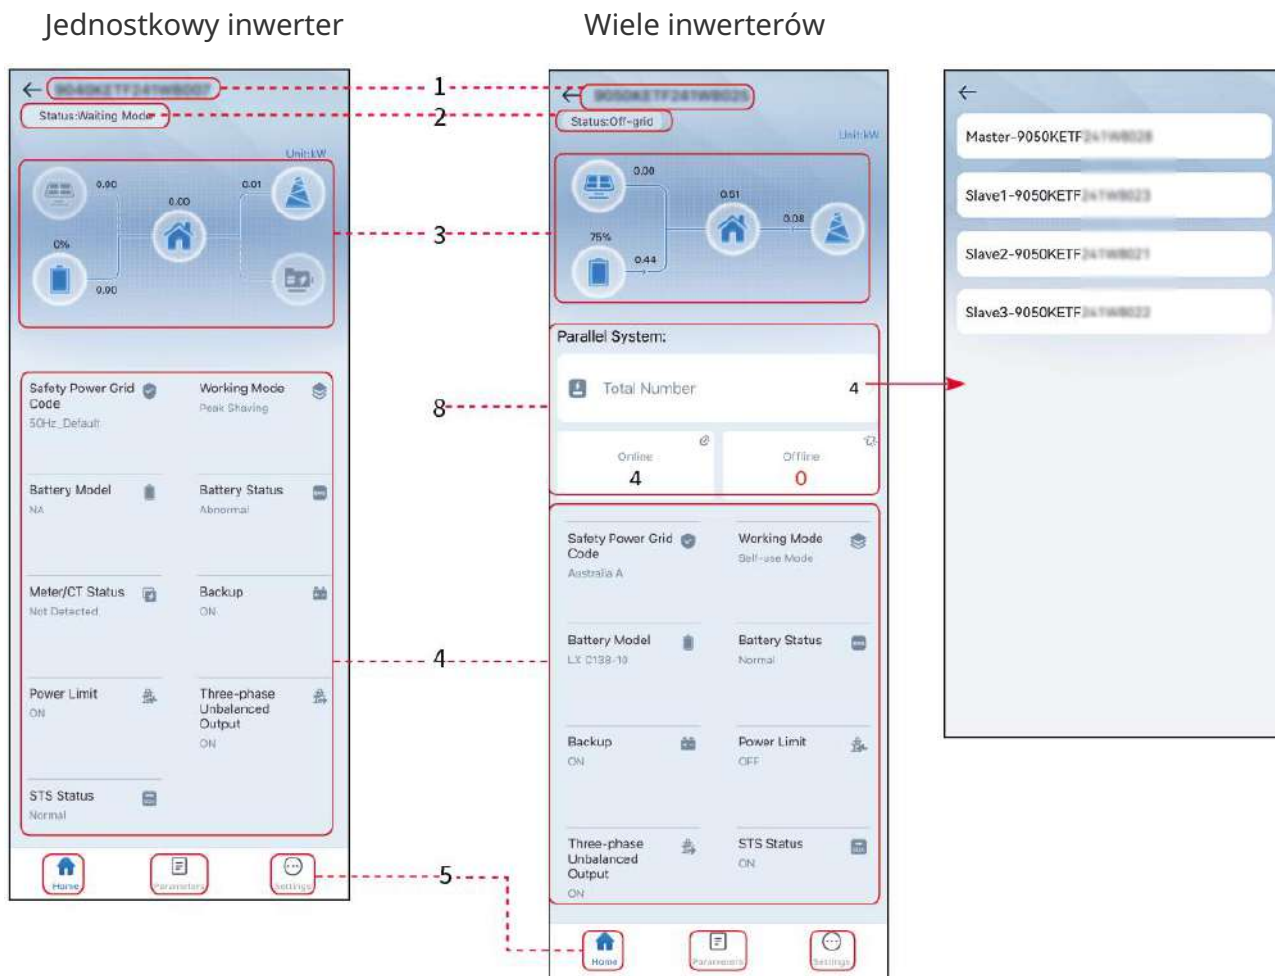 Jednostkowy inwerter
Wiele inwerterów
1
2
3
8
4
5
Status:Waiting Mode
Unit:kW
0.00
0.01
0.00
0%
0.00
Safety Power Grid
Code
50Hz_Default
Working Mode
Peak Shaving
Battery Model
NA
Battery Status
Abnormal
Meter/CT Status
Not Detected
Backup
ON
Power Limit
ON
Three-phase
Unbalanced
Output
ON
STS Status
Normal
Home
Parameters
Settings
Status:Off-grid
Unit:kW
0.00
0.51
0.08
75%
0.44
Parallel System:
Total Number
4
Online
4
Offline
0
Safety Power Grid
Code
Australia A
Working Mode
Self-use Mode
Battery Model
LX C138-10
Battery Status
Normal
Backup
ON
Power Limit
OFF
Three-phase
Unbalanced
Output
ON
STS Status
ON
Home
Parameters
Settings
Master-9050KETF
Slave1-9050KETF
Slave2-9050KETF
Slave3-9050KETF